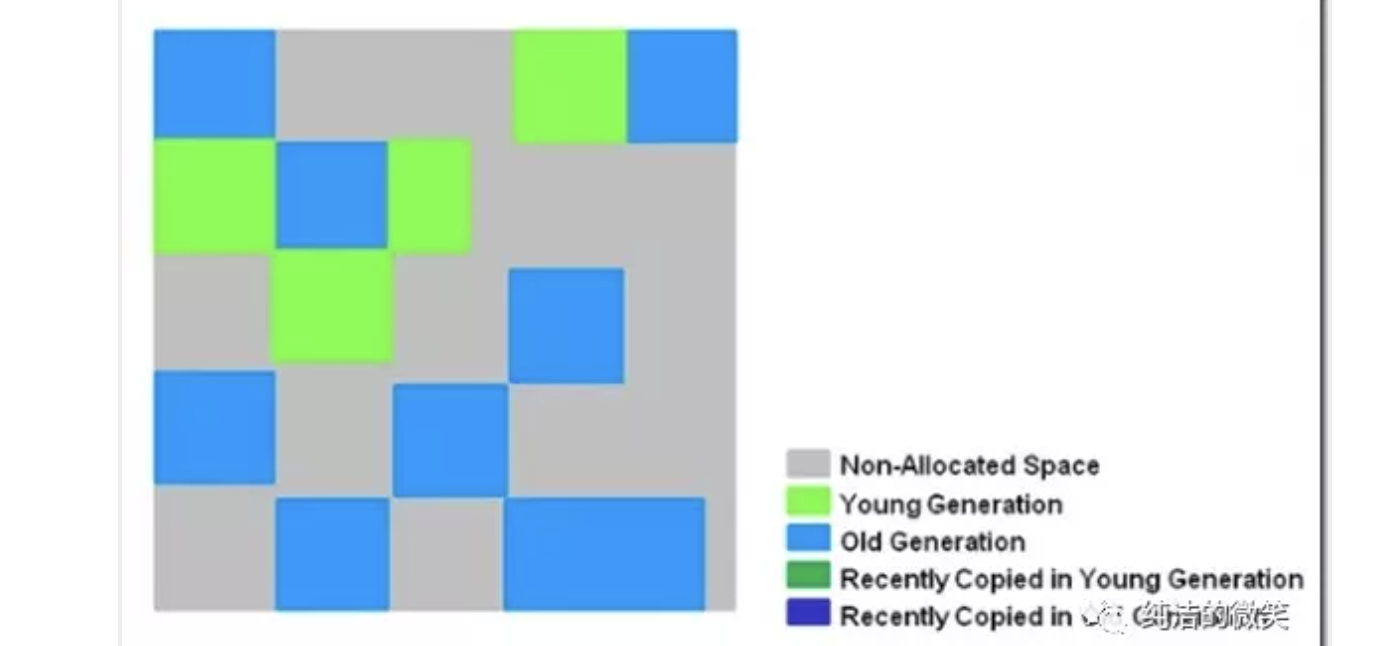 Non-Allocated Space
Young Generation
Old Generation
Recently Copied in Young Generation
Recently Copied in
纯洁的微笑